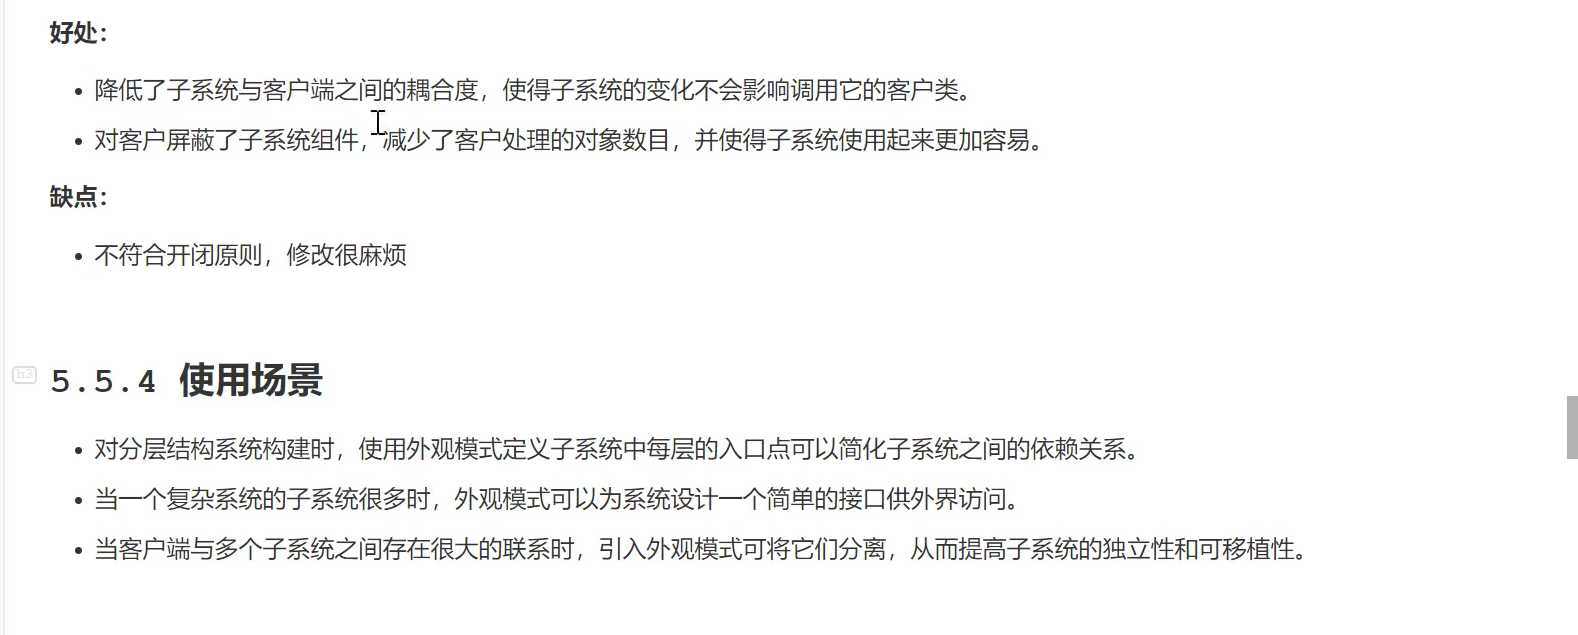 好处：
降低了子系统与客户端之间的耦合度，使得子系统的变化不会影响调用它的客户类。
对客户屏蔽了子系统组件，减少了客户处理的对象数目，并使得子系统使用起来更加容易。
缺点：
不符合开闭原则，修改很麻烦
h3
5.5.4 使用场景
对分层结构系统构建时，使用外观模式定义子系统中每层的入口点可以简化子系统之间的依赖关系。
当一个复杂系统的子系统很多时，外观模式可以为系统设计一个简单的接口供外界访问。
当客户端与多个子系统之间存在很大的联系时，引入外观模式可将它们分离，从而提高子系统的独立性和可移植性。